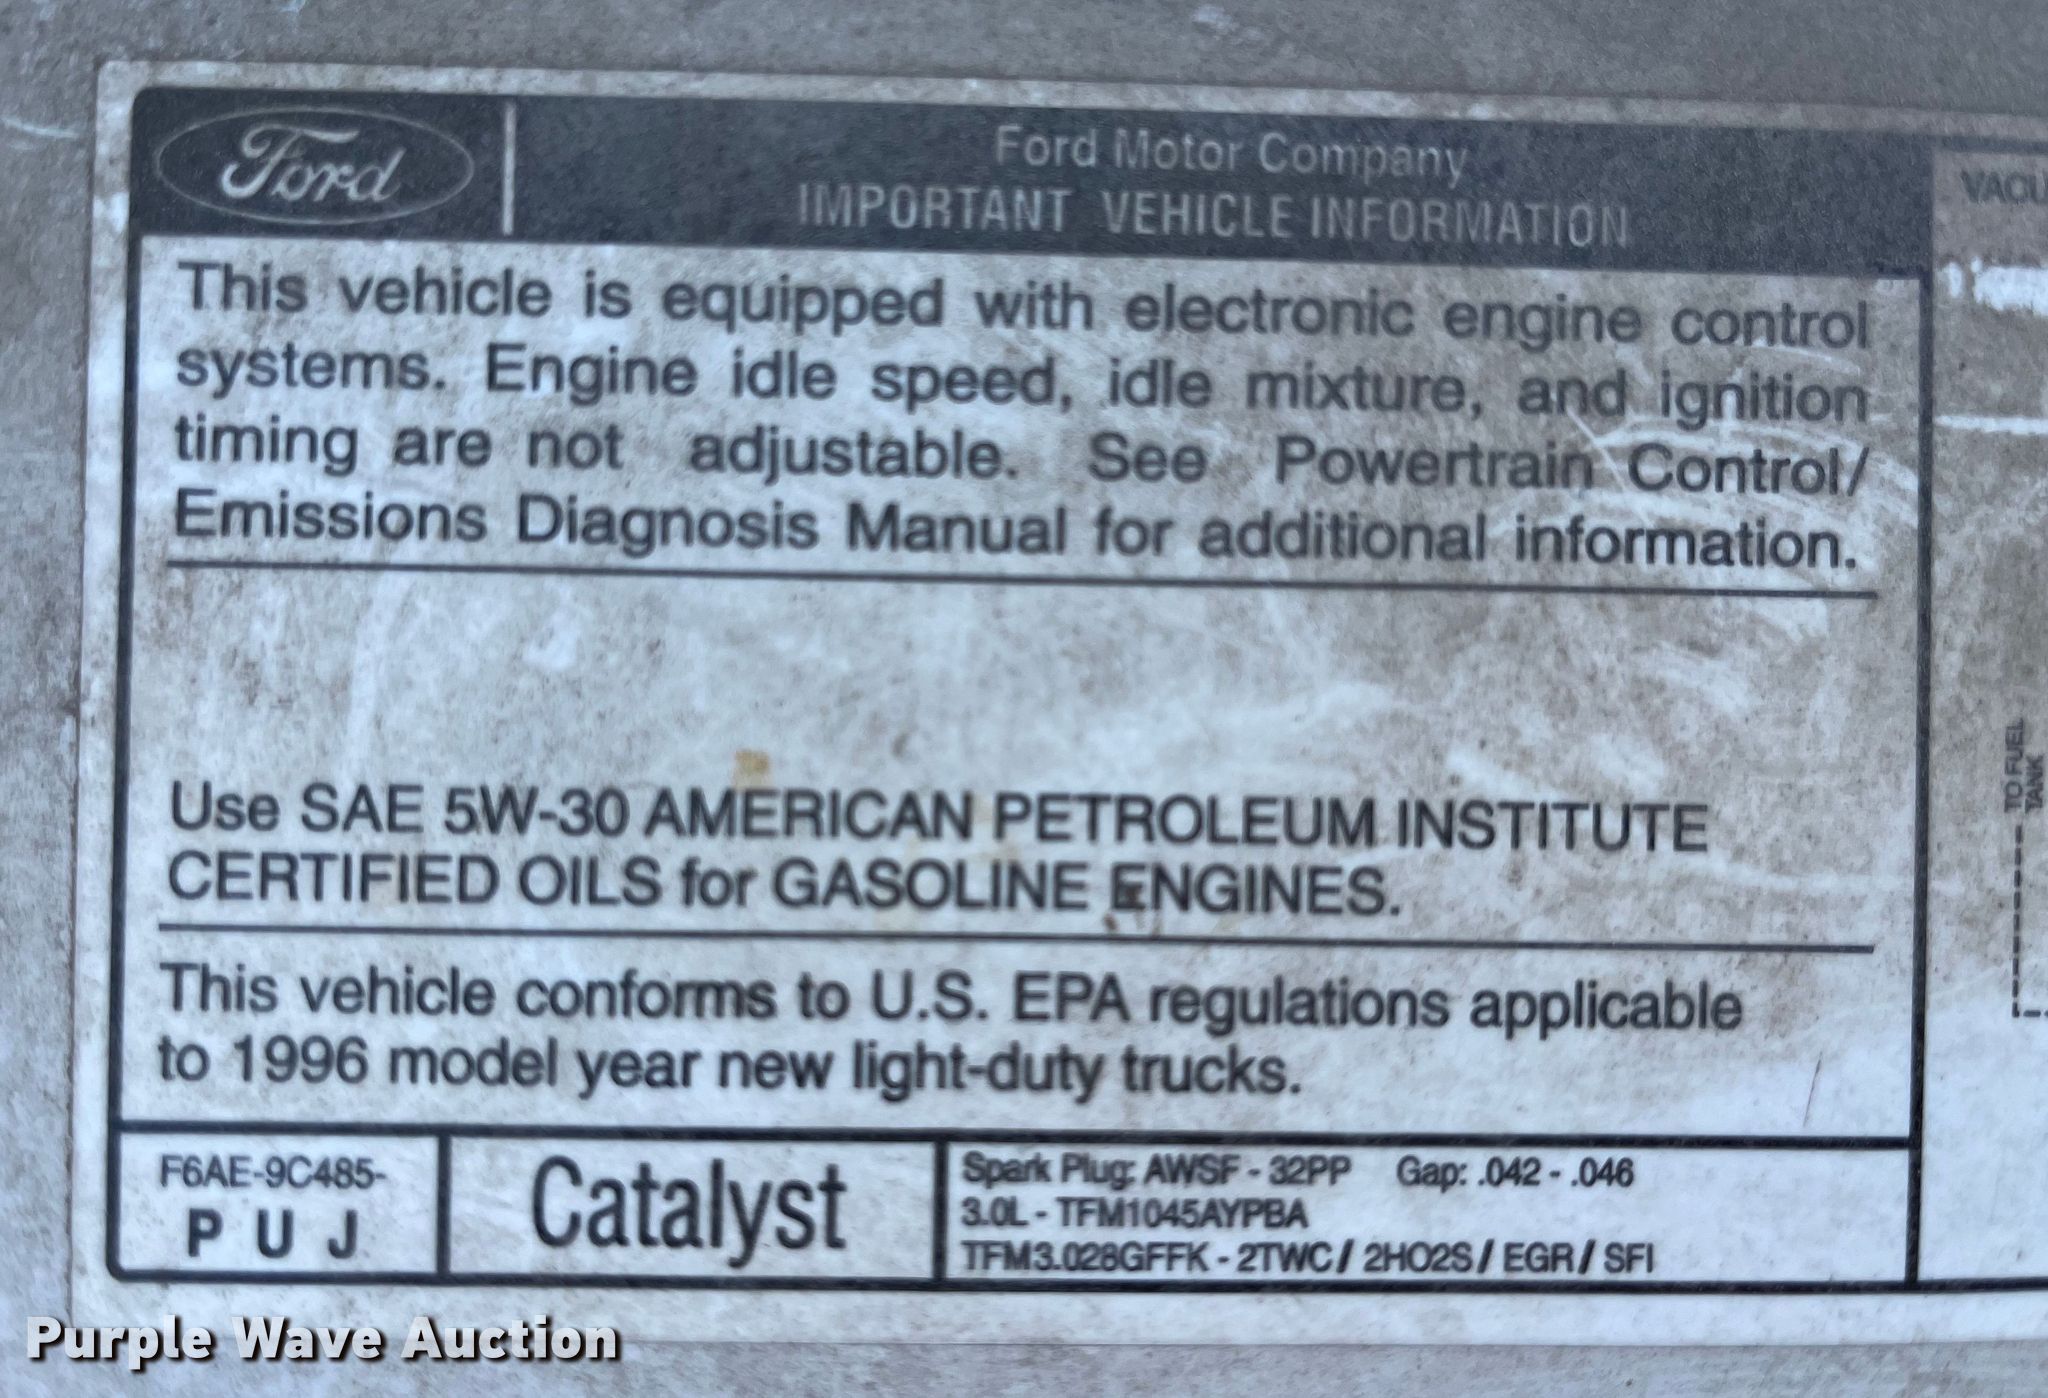 Ford
Ford Motor Company
IMPORTANT VEHICLE INFORMATION
This vehicle is equipped with electronic engine control
systems. Engine idle speed, idle mixture, and ignition
timing are not adjustable. See Powertrain Control/
Emissions Diagnosis Manual for additional information.
Use SAE 5W-30 AMERICAN PETROLEUM INSTITUTE
CERTIFIED OILS for GASOLINE ENGINES.
This vehicle conforms to U.S. EPA regulations applicable
to 1996 model year new light-duty trucks.
F6AE-9C485-
P U J
Catalyst
Spark Plug: AWSF - 32PP Gap: .042 - .046
3.0L - TFM1045AYPBA
TFM3.028GFFK - 2TWC / 2HO2S / EGR / SFI
TO FUEL
TANK
Purple Wave Auction